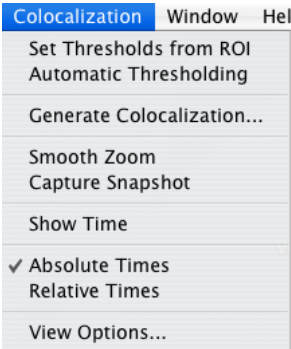 Colocalization Window Hel
Set Thresholds from ROI
Automatic Thresholding
Generate Colocalization...
Smooth Zoom
Capture Snapshot
Show Time
✓ Absolute Times
Relative Times
View Options...